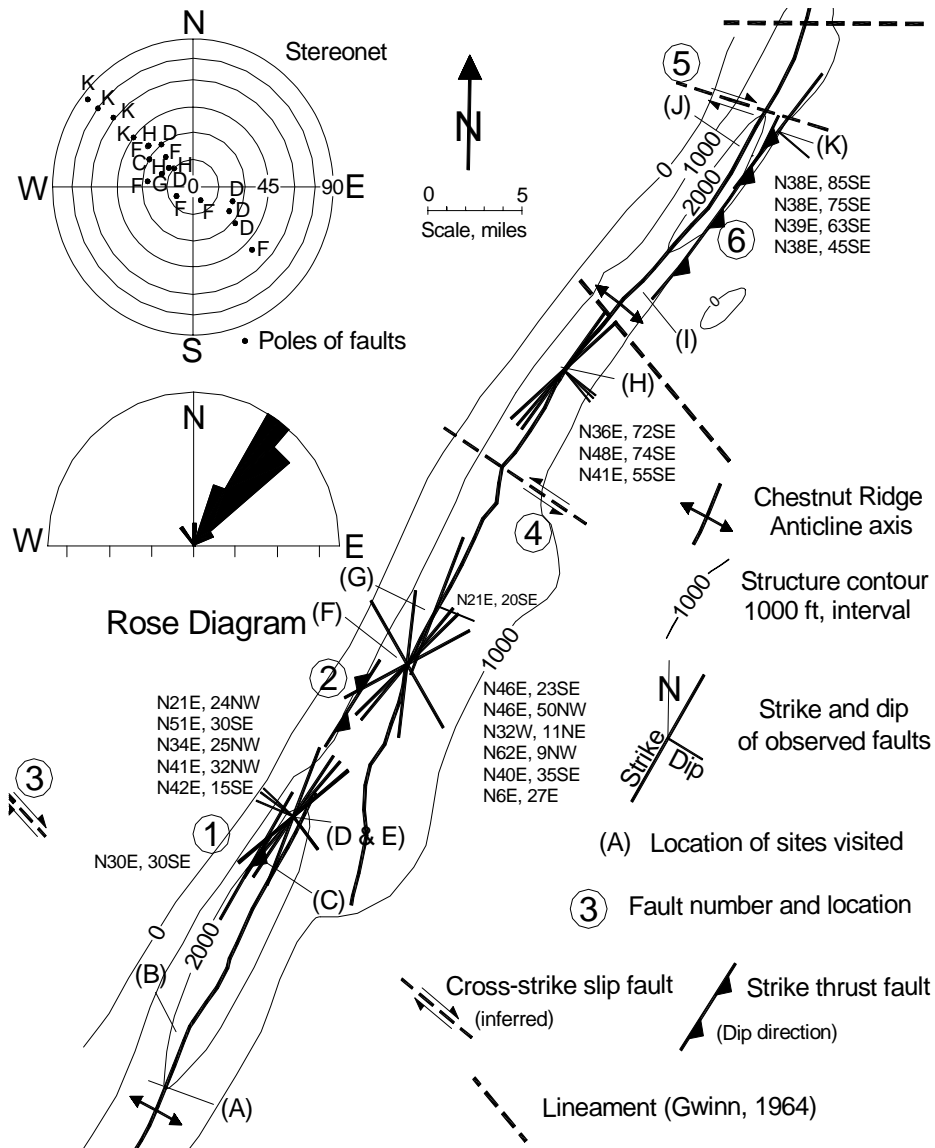 N
Stereonet
K
K
K
K
H
D
F
F
C
H
H
F
G
D
F
F
D
D
D
F
W
0
45
90
E
S
Poles of faults
N
0
5
Scale, miles
N
W
E
Rose Diagram
5
(J)
(K)
0
1000
2000
N38E, 85SE
N38E, 75SE
N39E, 63SE
N38E, 45SE
6
0
(I)
(H)
N36E, 72SE
N48E, 74SE
N41E, 55SE
4
(G)
N21E, 20SE
(F)
1000
2
N21E, 24NW
N51E, 30SE
N34E, 25NW
N41E, 32NW
N42E, 15SE
N46E, 23SE
N46E, 50NW
N32W, 11NE
N62E, 9NW
N40E, 35SE
N6E, 27E
3
1
(D & E)
N30E, 30SE
(C)
0
2000
(B)
(A)
Chestnut Ridge
Anticline axis
1000
Structure contour
1000 ft, interval
N
Strike
Dip
Strike and dip
of observed faults
(A) Location of sites visited
3 Fault number and location
Cross-strike slip fault
(inferred)
Strike thrust fault
(Dip direction)
Lineament (Gwinn, 1964)